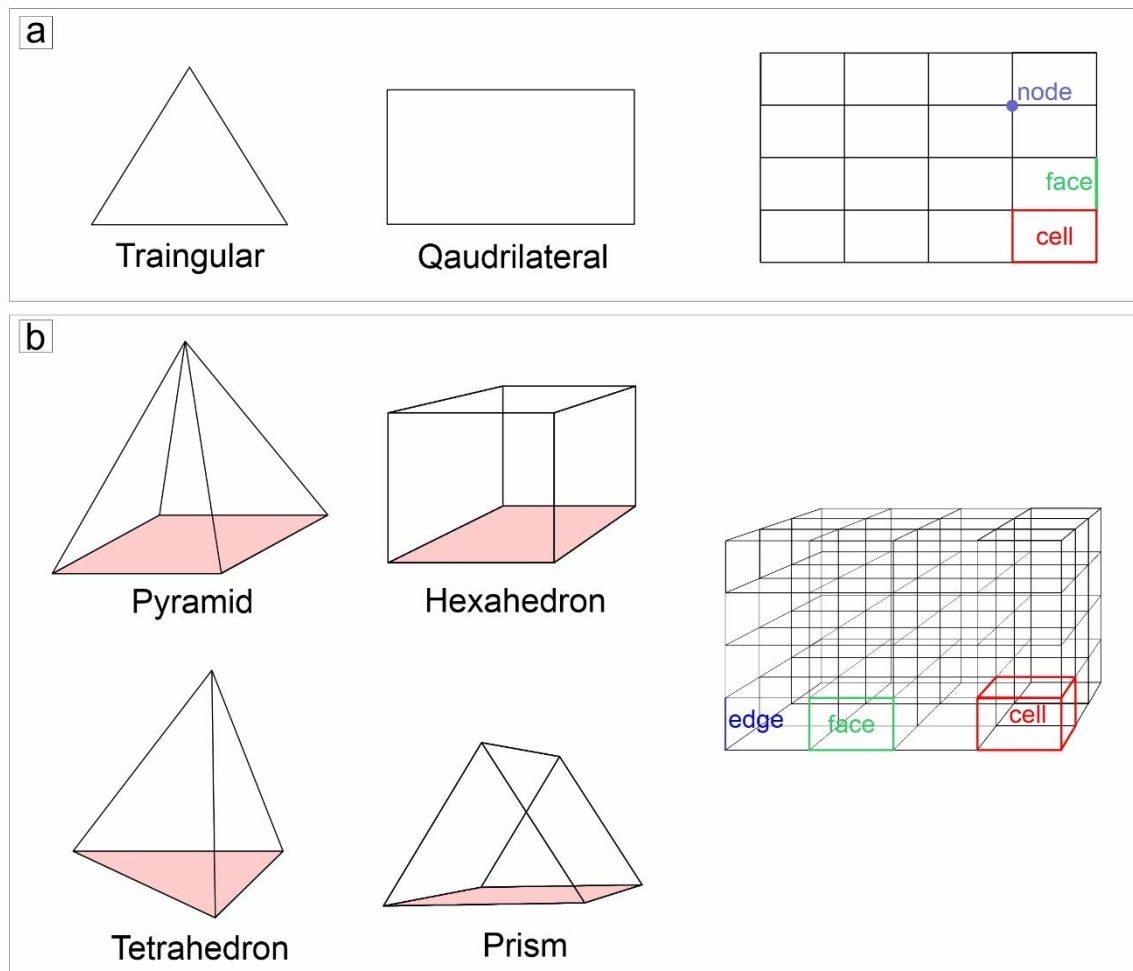 a
Traingular
Qaudrilateral
node
face
cell
b
Pyramid
Hexahedron
edge
face
cell
Tetrahedron
Prism